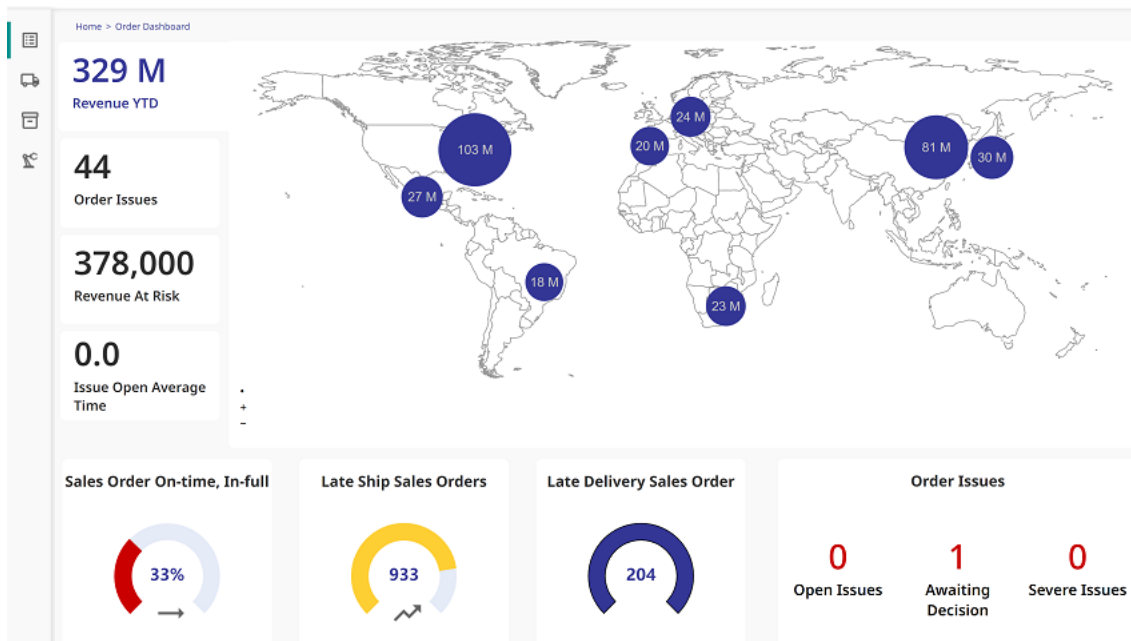 Home > Order Dashboard
329 M
Revenue YTD
44
Order Issues
378,000
Revenue At Risk
0.0
Issue Open Average
Time
103 M
27 M
18 M
20 M
24 M
23 M
81 M
30 M
+
−
Sales Order On-time, In-full
33%
Late Ship Sales Orders
933
Late Delivery Sales Order
204
Order Issues
0
Open Issues
1
Awaiting
Decision
0
Severe Issues